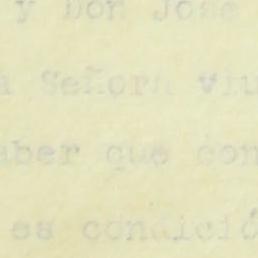 y Don José
a Señora viu
aber que con
es condició